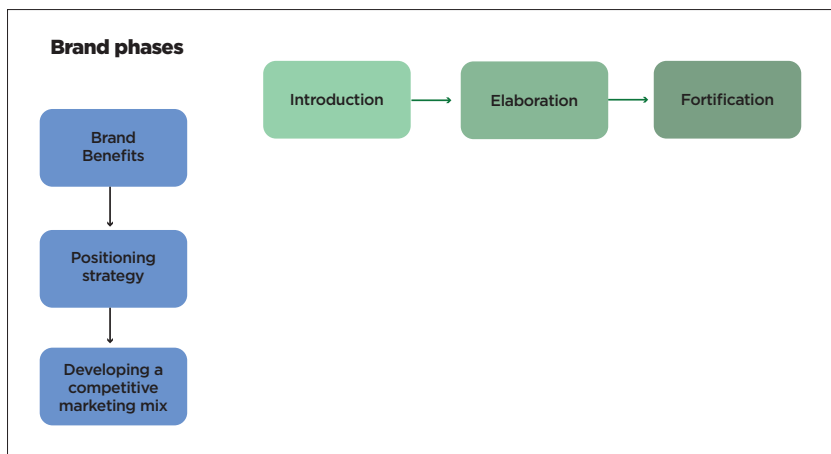 Brand phases
Introduction
Elaboration
Fortification
Brand
Benefits
Positioning
strategy
Developing a
competitive
marketing mix